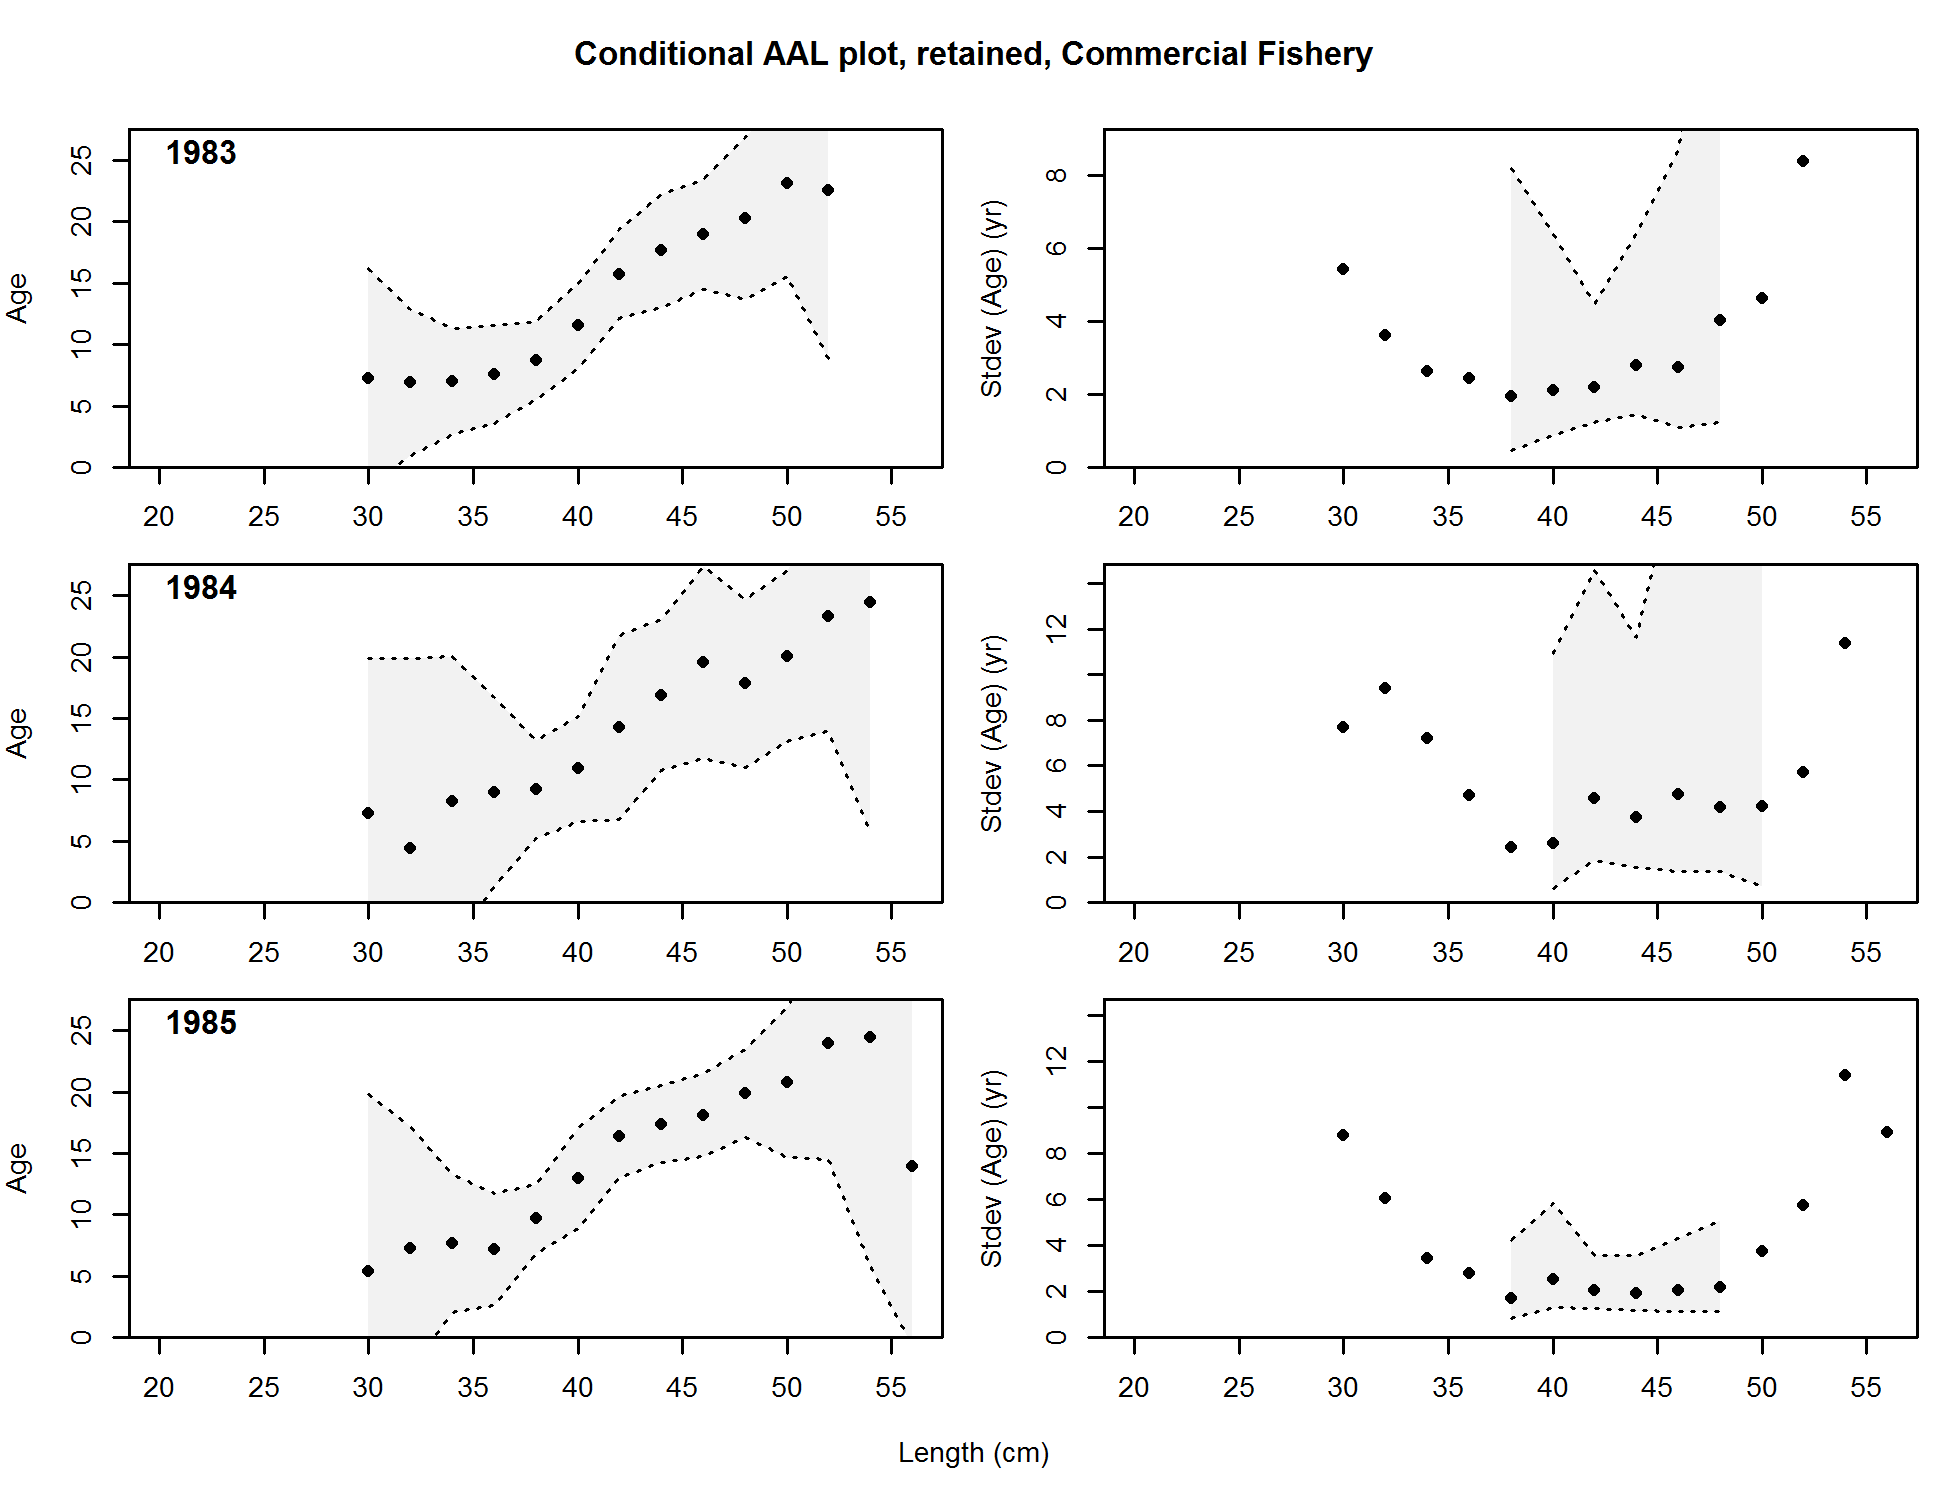 Conditional AAL plot, retained, Commercial Fishery
1983
Age
0 5 10 15 20 25
20 25 30 35 40 45 50 55
Stdev (Age) (yr)
0 2 4 6 8
20 25 30 35 40 45 50 55
1984
Age
0 5 10 15 20 25
20 25 30 35 40 45 50 55
Stdev (Age) (yr)
0 2 4 6 8 12
20 25 30 35 40 45 50 55
1985
Age
0 5 10 15 20 25
20 25 30 35 40 45 50 55
Stdev (Age) (yr)
0 2 4 6 8 12
20 25 30 35 40 45 50 55
Length (cm)